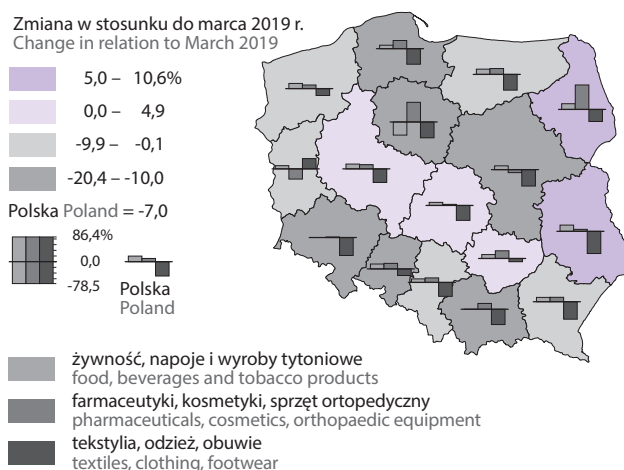 Zmiana w stosunku do marca 2019 r.
Change in relation to March 2019
5,0 – 10,6%
0,0 – 4,9
-9,9 – -0,1
-20,4 – -10,0
Polska Poland = -7,0
86,4%
0,0
-78,5
Polska
Poland
żywność, napoje i wyroby tytoniowe
food, beverages and tobacco products
farmaceutyki, kosmetyki, sprzęt ortopedyczny
pharmaceuticals, cosmetics, orthopaedic equipment
tekstylia, odzież, obuwie
textiles, clothing, footwear